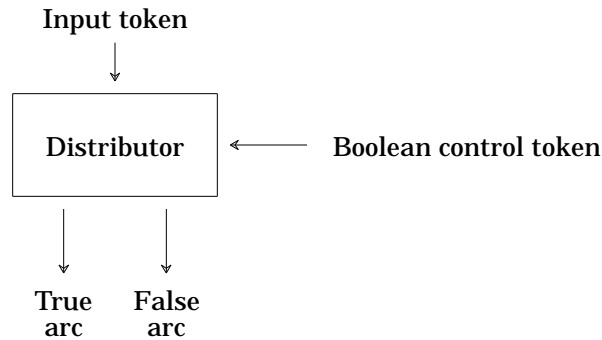 Input token
Distributor
Boolean control token
True
arc
False
arc